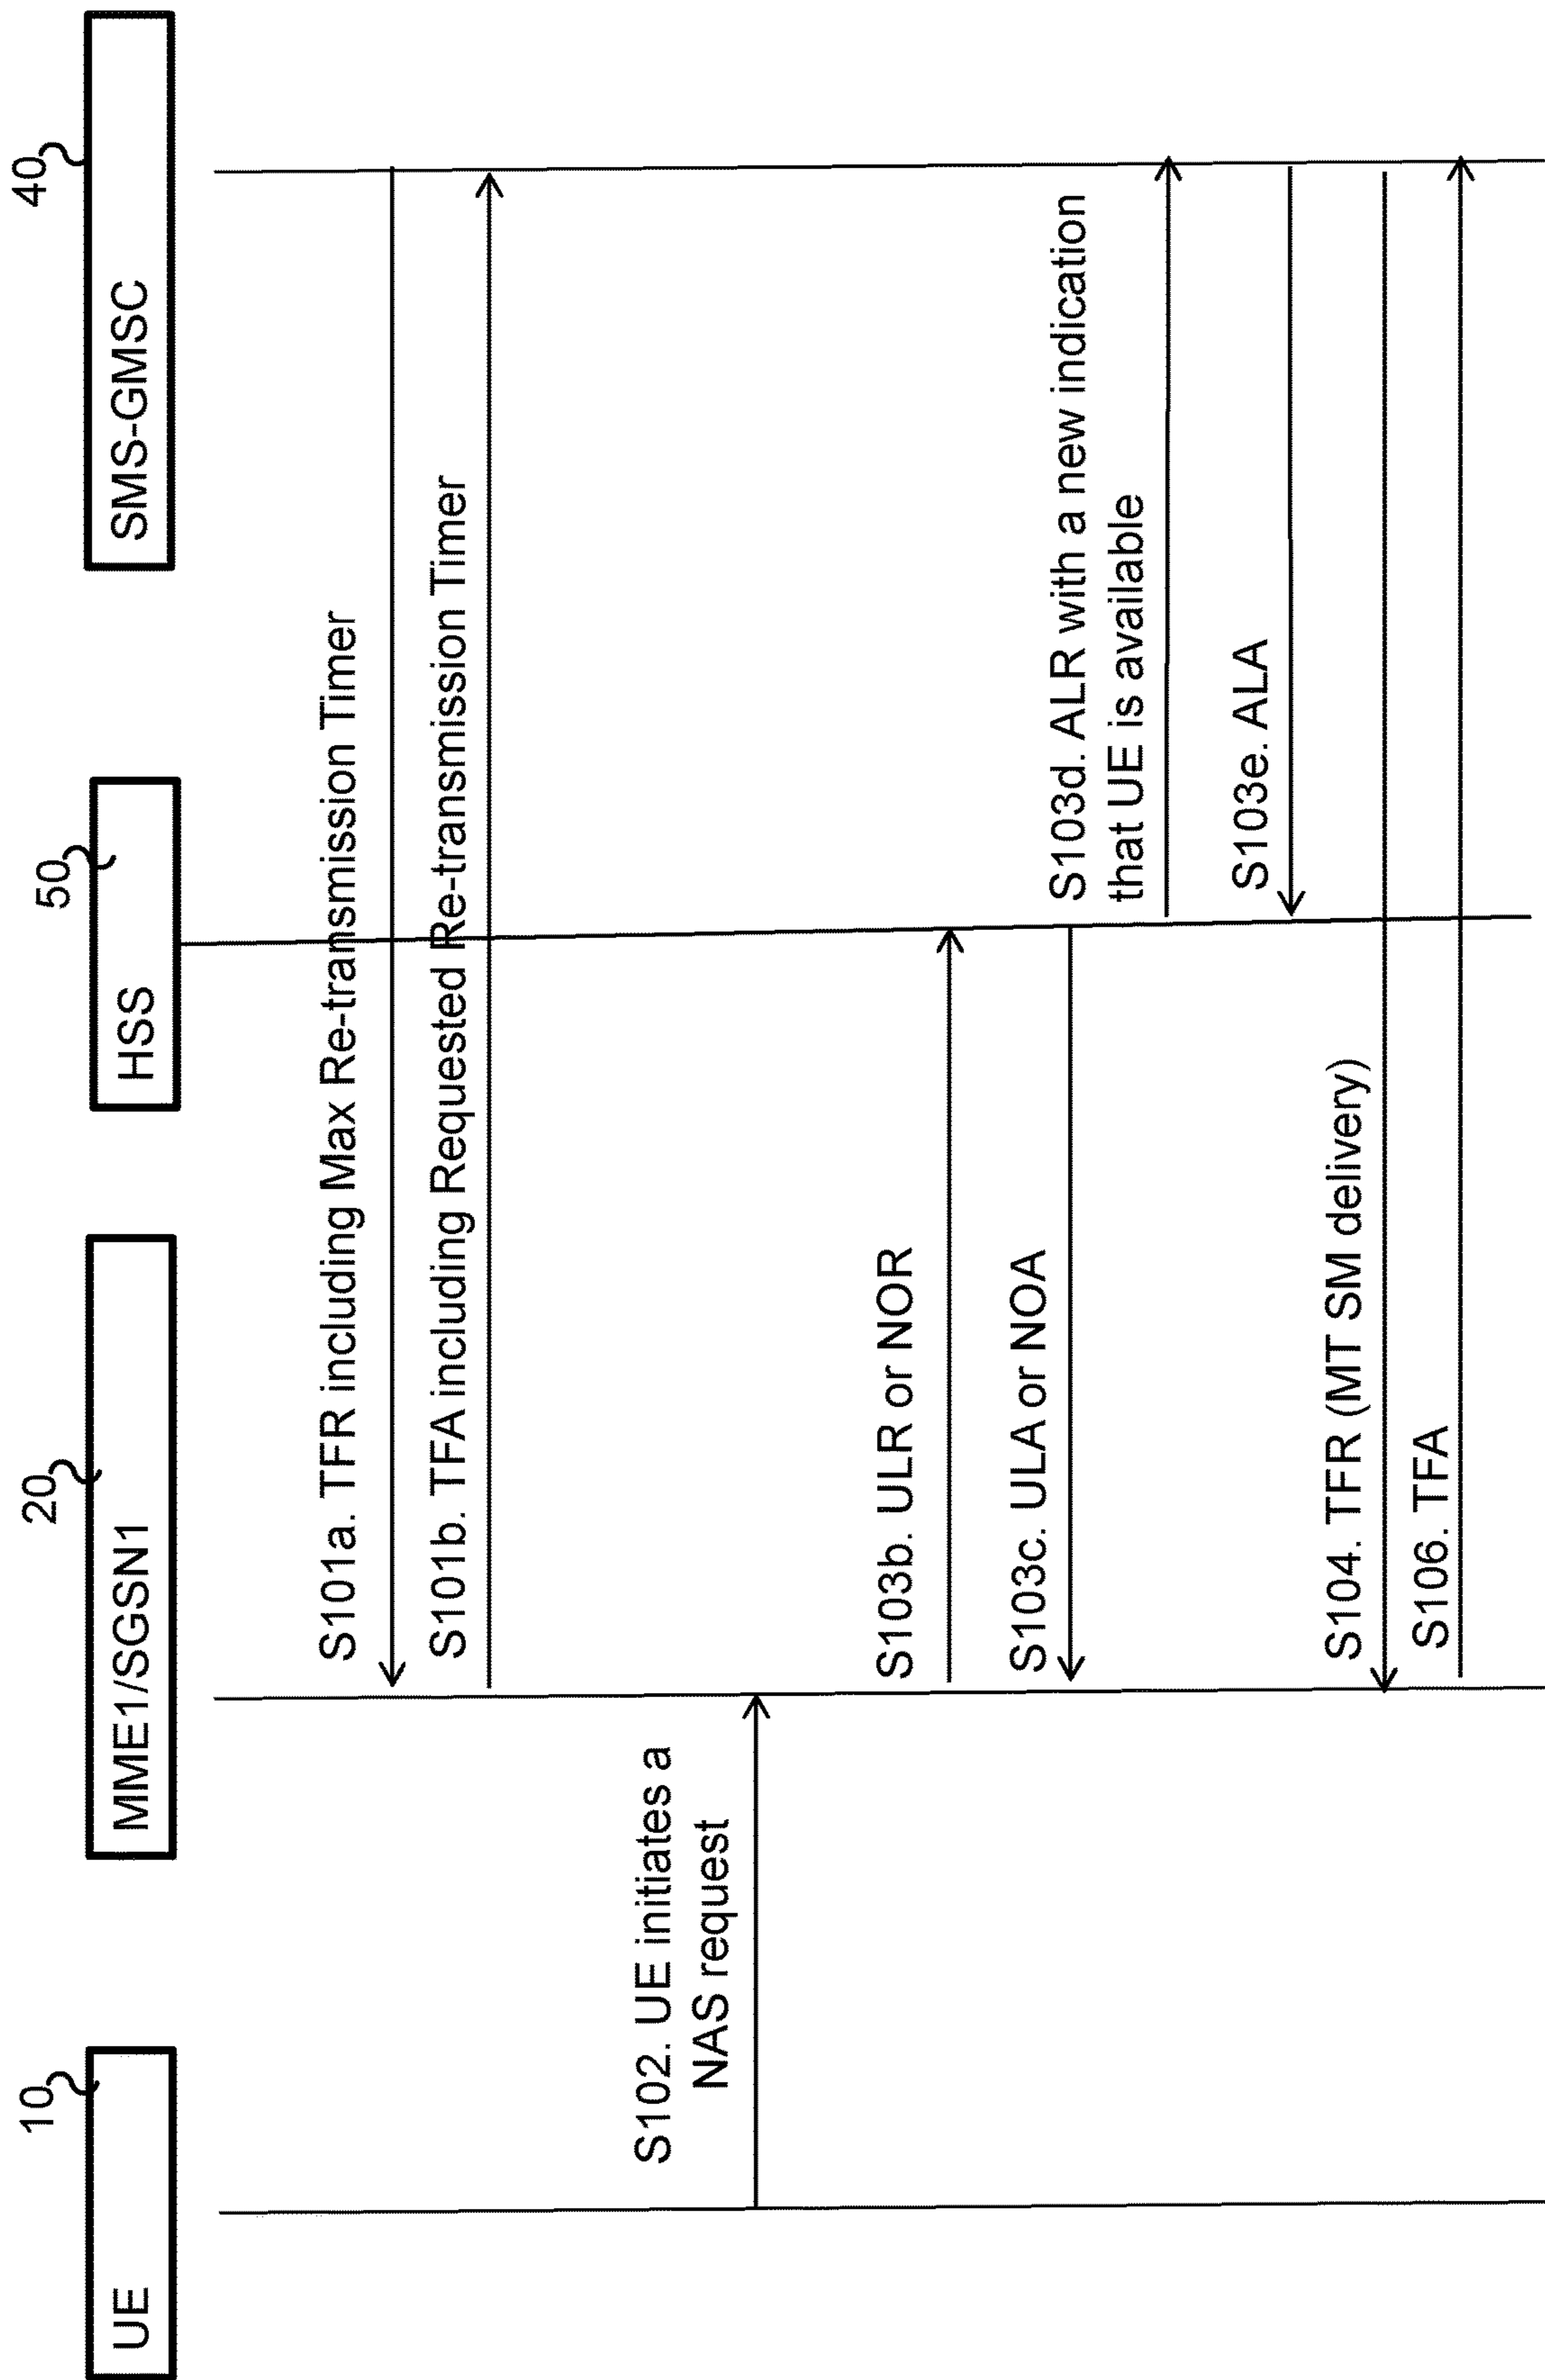 10
20
50
40
UE
MME1/SGSN1
HSS
SMS-GMSC
S101a. TFR including Max Re-transmission Timer
S101b. TFA including Requested Re-transmission Timer
S102. UE initiates a
NAS request
S103b. ULR or NOR
S103c. ULA or NOA
S103d. ALR with a new indication
that UE is available
S103e. ALA
S104. TFR (MT SM delivery)
S106. TFA